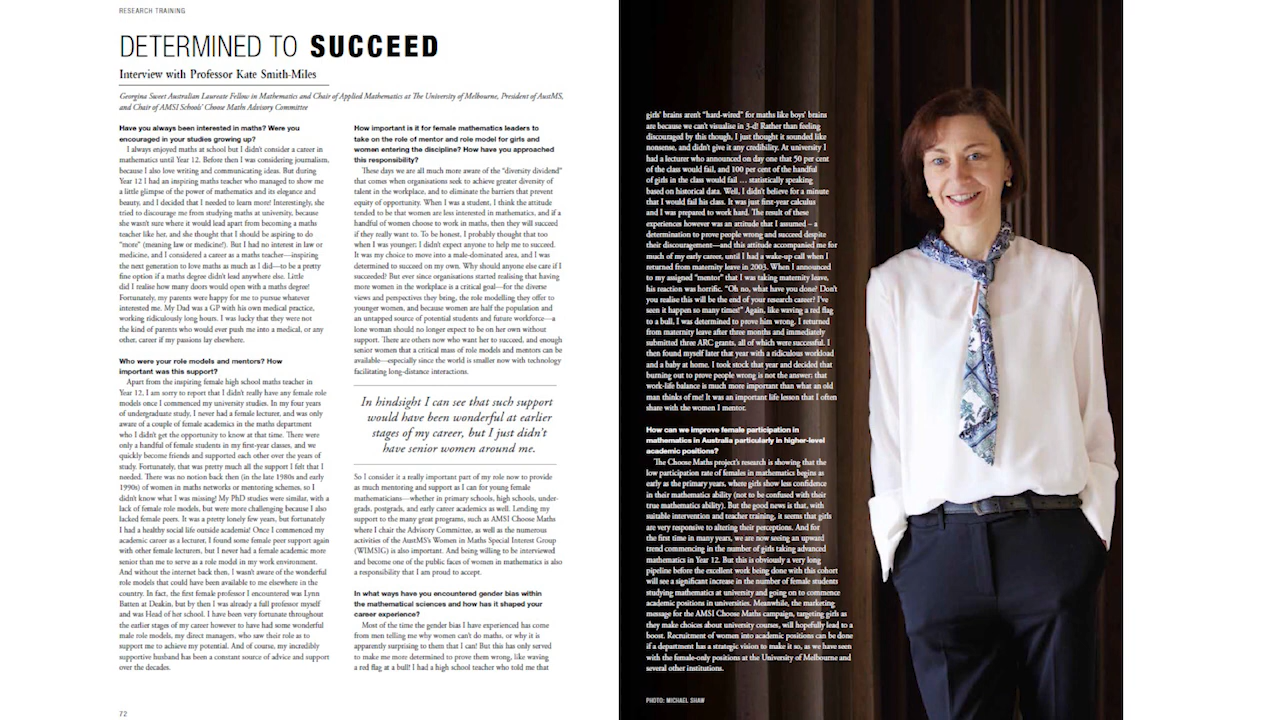 RESEARCH TRAINING
DETERMINED TO SUCCEED
Interview with Professor Kate Smith-Miles
Georgina Sweet Australian Laureate Fellow in Mathematics and Chair of Applied Mathematics at The University of Melbourne, President of AustMS,
and Chair of AMSI Schools' Choose Maths Advisory Committee
Have you always been interested in maths? Were you
encouraged in your studies growing up?
I always enjoyed maths at school but I didn't consider a career in
mathematics until Year 12. Before then I was considering journalism,
because I also love writing and communicating ideas. But during
Year 12 I had an inspiring maths teacher who managed to show me
a little glimpse of the power of mathematics and its elegance and
beauty, and I decided that I needed to learn more! Interestingly, she
tried to discourage me from studying maths at university, because
she wasn't sure where it would lead apart from becoming a maths
teacher like her, and she thought that I should be aspiring to do
"more" (meaning law or medicine!). But I had no interest in law or
medicine, and I considered a career as a maths teacher—inspiring
the next generation to love maths as much as I did—to be a pretty
fine option if a maths degree didn't lead anywhere else. Little
did I realise how many doors would open with a maths degree!
Fortunately, my parents were happy for me to pursue whatever
interested me. My Dad was a GP with his own medical practice,
working ridiculously long hours. I was lucky that they were not
the kind of parents who would ever push me into a medical, or any
other, career if my passions lay elsewhere.
Who were your role models and mentors? How
important was this support?
Apart from the inspiring female high school maths teacher in
Year 12, I am sorry to report that I didn't really have any female role
models once I commenced my university studies. In my four years
of undergraduate study, I never had a female lecturer, and was only
aware of a couple of female academics in the maths department
who I didn't get the opportunity to know at that time. There were
only a handful of female students in my first-year classes, and we
quickly become friends and supported each other over the years of
study. Fortunately, that was pretty much all the support I felt that I
needed. There was no notion back then (in the late 1980s and early
1990s) of women in maths networks or mentoring schemes, so I
didn't know what I was missing! My PhD studies were similar, with a
lack of female role models, but were more challenging because I also
lacked female peers. It was a pretty lonely few years, but fortunately
I had a healthy social life outside academia! Once I commenced my
academic career as a lecturer, I found some female peer support again
with other female lecturers, but I never had a female academic more
senior than me to serve as a role model in my work environment.
And without the internet back then, I wasn't aware of the wonderful
role models that could have been available to me elsewhere in the
country. In fact, the first female professor I encountered was Lynn
Batten at Deakin, but by then I was already a full professor myself
and was Head of her school. I have been very fortunate throughout
the earlier stages of my career however to have had some wonderful
male role models, my direct managers, who saw their role as to
support me to achieve my potential. And of course, my incredibly
supportive husband has been a constant source of advice and support
over the decades.
How important is it for female mathematics leaders to
take on the role of mentor and role model for girls and
women entering the discipline? How have you approached
this responsibility?
These days we are all much more aware of the "diversity dividend"
that comes when organisations seek to achieve greater diversity of
talent in the workplace, and to eliminate the barriers that prevent
equity of opportunity. When I was a student, I think the attitude
tended to be that women are less interested in mathematics, and if a
handful of women choose to work in maths, then they will succeed
if they really want to. To be honest, I probably thought that too
when I was younger; I didn't expect anyone to help me to succeed.
It was my choice to move into a male-dominated area, and I was
determined to succeed on my own. Why should anyone else care if I
succeeded? But ever since organisations started realising that having
more women in the workplace is a critical goal—for the diverse
views and perspectives they bring, the role modelling they offer to
younger women, and because women are half the population and
an untapped source of potential students and future workforce—a
lone woman should no longer expect to be on her own without
support. There are others who now want her to succeed, and enough
senior women that a critical mass of role models and mentors can be
available—especially since the world is smaller now with technology
facilitating long-distance interactions.
In hindsight I can see that such support
would have been wonderful at earlier
stages of my career, but I just didn't
have senior women around me.
So I consider it a really important part of my role now to provide
as much mentoring and support as I can for young female
mathematicians—whether in primary schools, high schools, under-
grads, postgrads, and early career academics as well. Lending my
support to the many great programs, such as AMSI Choose Maths
where I chair the Advisory Committee, as well as the numerous
activities of the AustMS's Women in Maths Special Interest Group
(WIMSIG) is also important. And being willing to be interviewed
and become one of the public faces of women in mathematics is also
a responsibility that I am proud to accept.
In what ways have you encountered gender bias within
the mathematical sciences and how has it shaped your
career experience?
Most of the time the gender bias I have experienced has come
from men telling me why women can't do maths, or why it is
apparently surprising to them that I can! But this has only served
to make me more determined to prove them wrong, like waving
a red flag at a bull! I had a high school teacher who told me that
72
girls' brains aren't "hard-wired" for maths like boys' brains
are because we can't visualise in 3-d! Rather than feeling
discouraged by this though, I just thought it sounded like
nonsense, and didn't give it any credibility. At university I
had a lecturer who announced on day one that 50 per cent
of the class would fail, and 100 per cent of the handful
of girls in the class would fail … statistically speaking
based on historical data. Well, I didn't believe for a minute
that I would fail his class. It was just first-year calculus
and I was prepared to work hard. The result of these
experiences however was an attitude that I assumed – a
determination to prove people wrong and succeed despite
their discouragement—and this attitude accompanied me for
much of my early career, until I had a wake-up call when I
returned from maternity leave in 2003. When I announced
to my assigned "mentor" that I was taking maternity leave,
his reaction was horrific. "Oh no, what have you done? Don't
you realise this will be the end of your research career? I've
seen it happen so many times!" Again, like waving a red flag
to a bull, I was determined to prove him wrong. I returned
from maternity leave after three months and immediately
submitted three ARC grants, all of which were successful. I
then found myself later that year with a ridiculous workload
and a baby at home. I took stock that year and decided that
burning out to prove people wrong is not the answer; that
work-life balance is much more important than what an old
man thinks of me! It was an important life lesson that I often
share with the women I mentor.
How can we improve female participation in
mathematics in Australia particularly in higher-level
academic positions?
The Choose Maths project's research is showing that the
low participation rate of females in mathematics begins as
early as the primary years, where girls show less confidence
in their mathematics ability (not to be confused with their
true mathematics ability). But the good news is that, with
suitable intervention and teacher training, it seems that girls
are very responsive to altering their perceptions. And for
the first time in many years, we are now seeing an upward
trend commencing in the number of girls taking advanced
mathematics in Year 12. But this is obviously a very long
pipeline before the excellent work being done with this cohort
will see a significant increase in the number of female students
studying mathematics at university and going on to commence
academic positions in universities. Meanwhile, the marketing
message for the AMSI Choose Maths campaign, targeting girls as
they make choices about university courses, will hopefully lead to a
boost. Recruitment of women into academic positions can be done
if a department has a strategic vision to make it so, as we have seen
with the female-only positions at the University of Melbourne and
several other institutions.
PHOTO: MICHAEL SHAW